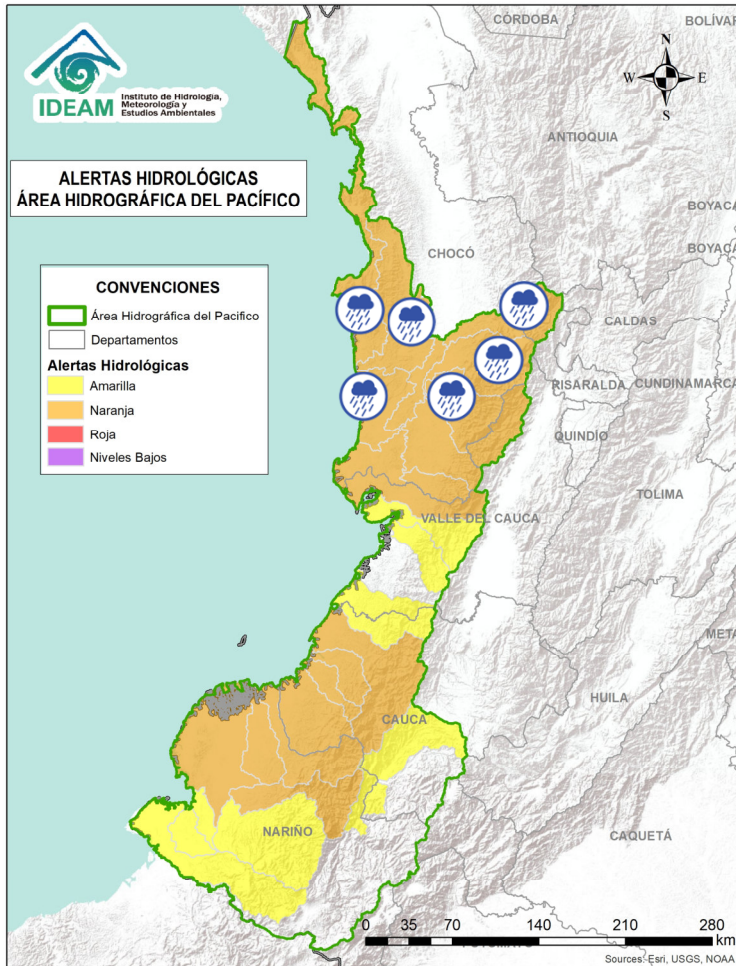 CÓRDOBA
BOLÍVAR
N
W
E
S
IDEAM
Instituto de Hidrología,
Meteorología y
Estudios Ambientales
ANTIOQUIA
ALERTAS HIDROLÓGICAS
ÁREA HIDROGRÁFICA DEL PACÍFICO
BOYACÁ
CHOCÓ
BOYACÁ
CONVENCIONES
Área Hidrográfica del Pacifico
Departamentos
Alertas Hidrológicas
Amarilla
Naranja
Roja
Niveles Bajos
CALDAS
RISARALDA
CUNDINAMARCA
QUINDÍO
TOLIMA
VALLE DEL CAUCA
META
HUILA
CAUCA
NARIÑO
CAQUETÁ
0 35 70 140 210 280
km
Sources: Esri, USGS, NOAA